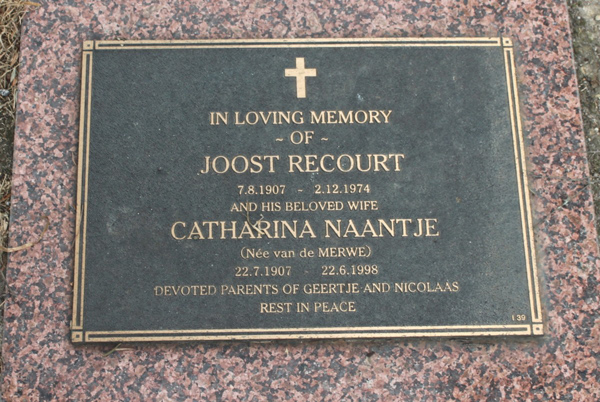 IN LOVING MEMORY
~ OF ~
JOOST RECOURT
7.8.1907 - 2.12.1974
AND HIS BELOVED WIFE
CATHARINA NAANTJE
(Née van de MERWE)
22.7.1907 - 22.6.1998
DEVOTED PARENTS OF GEERTJE AND NICOLAAS
REST IN PEACE